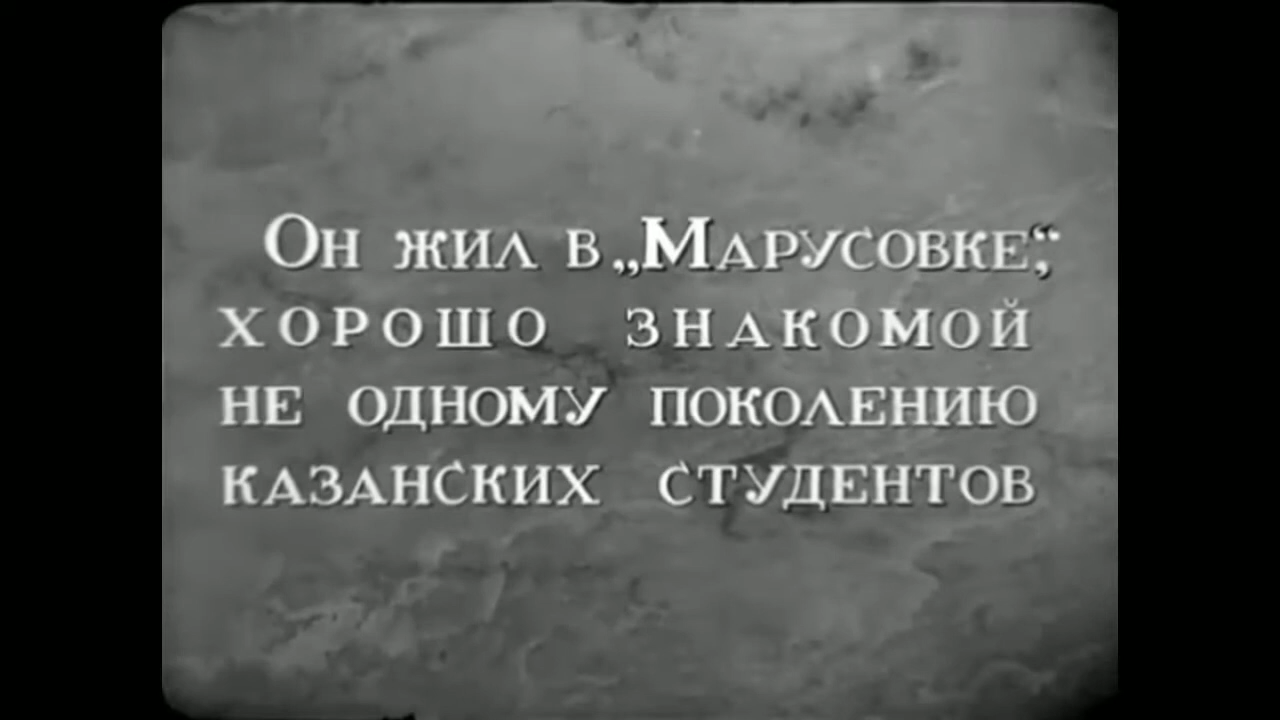 Он жил в „Марусовке“,
хорошо знакомой
не одному поколению
казанских студентов